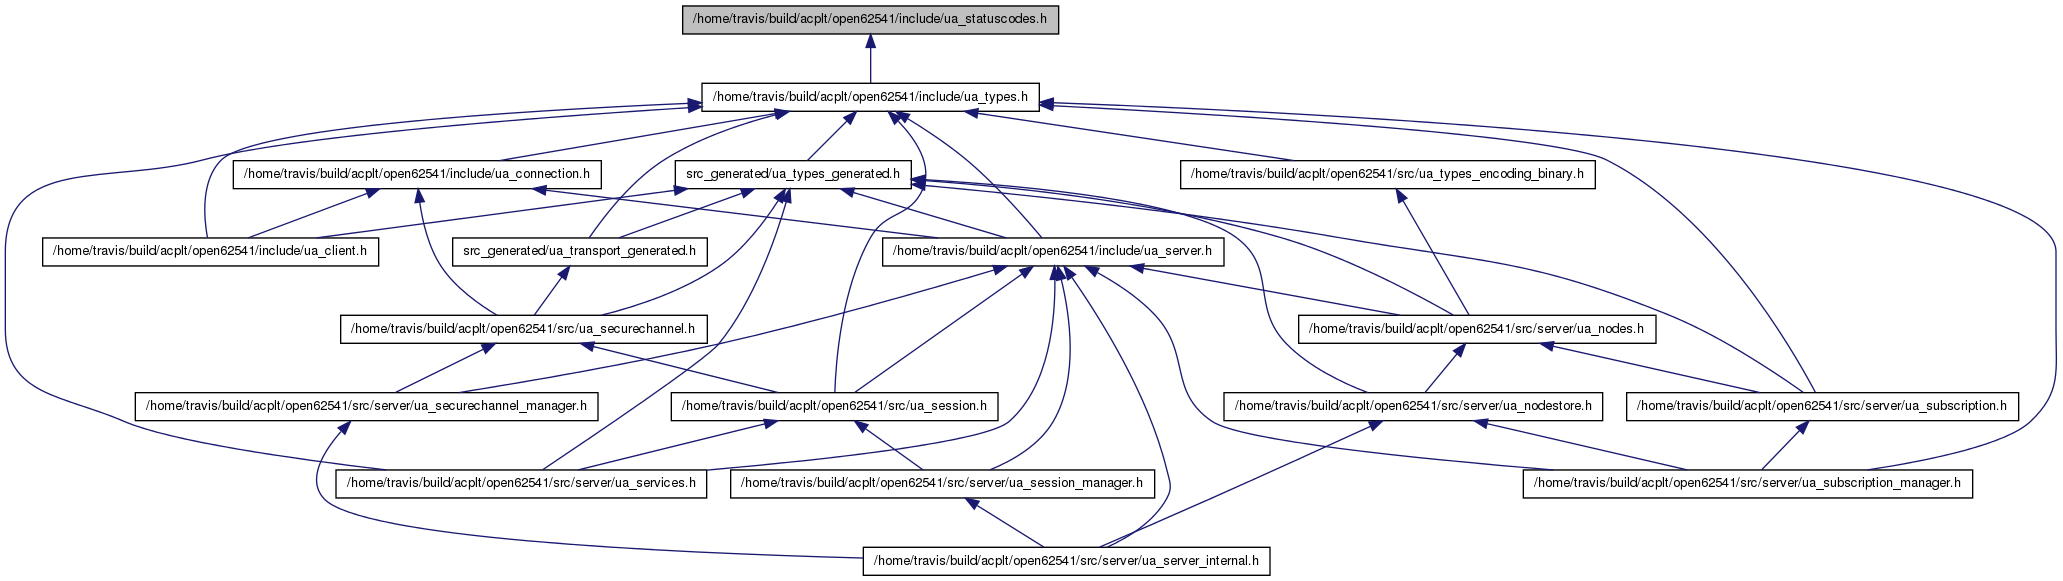 /home/travis/build/acplt/open62541/include/ua_statuscodes.h
/home/travis/build/acplt/open62541/include/ua_types.h
/home/travis/build/acplt/open62541/include/ua_connection.h
src_generated/ua_types_generated.h
/home/travis/build/acplt/open62541/src/ua_types_encoding_binary.h
/home/travis/build/acplt/open62541/include/ua_client.h
src_generated/ua_transport_generated.h
/home/travis/build/acplt/open62541/include/ua_server.h
/home/travis/build/acplt/open62541/src/ua_securechannel.h
/home/travis/build/acplt/open62541/src/server/ua_nodes.h
/home/travis/build/acplt/open62541/src/server/ua_securechannel_manager.h
/home/travis/build/acplt/open62541/src/ua_session.h
/home/travis/build/acplt/open62541/src/server/ua_nodestore.h
/home/travis/build/acplt/open62541/src/server/ua_subscription.h
/home/travis/build/acplt/open62541/src/server/ua_services.h
/home/travis/build/acplt/open62541/src/server/ua_session_manager.h
/home/travis/build/acplt/open62541/src/server/ua_subscription_manager.h
/home/travis/build/acplt/open62541/src/server/ua_server_internal.h